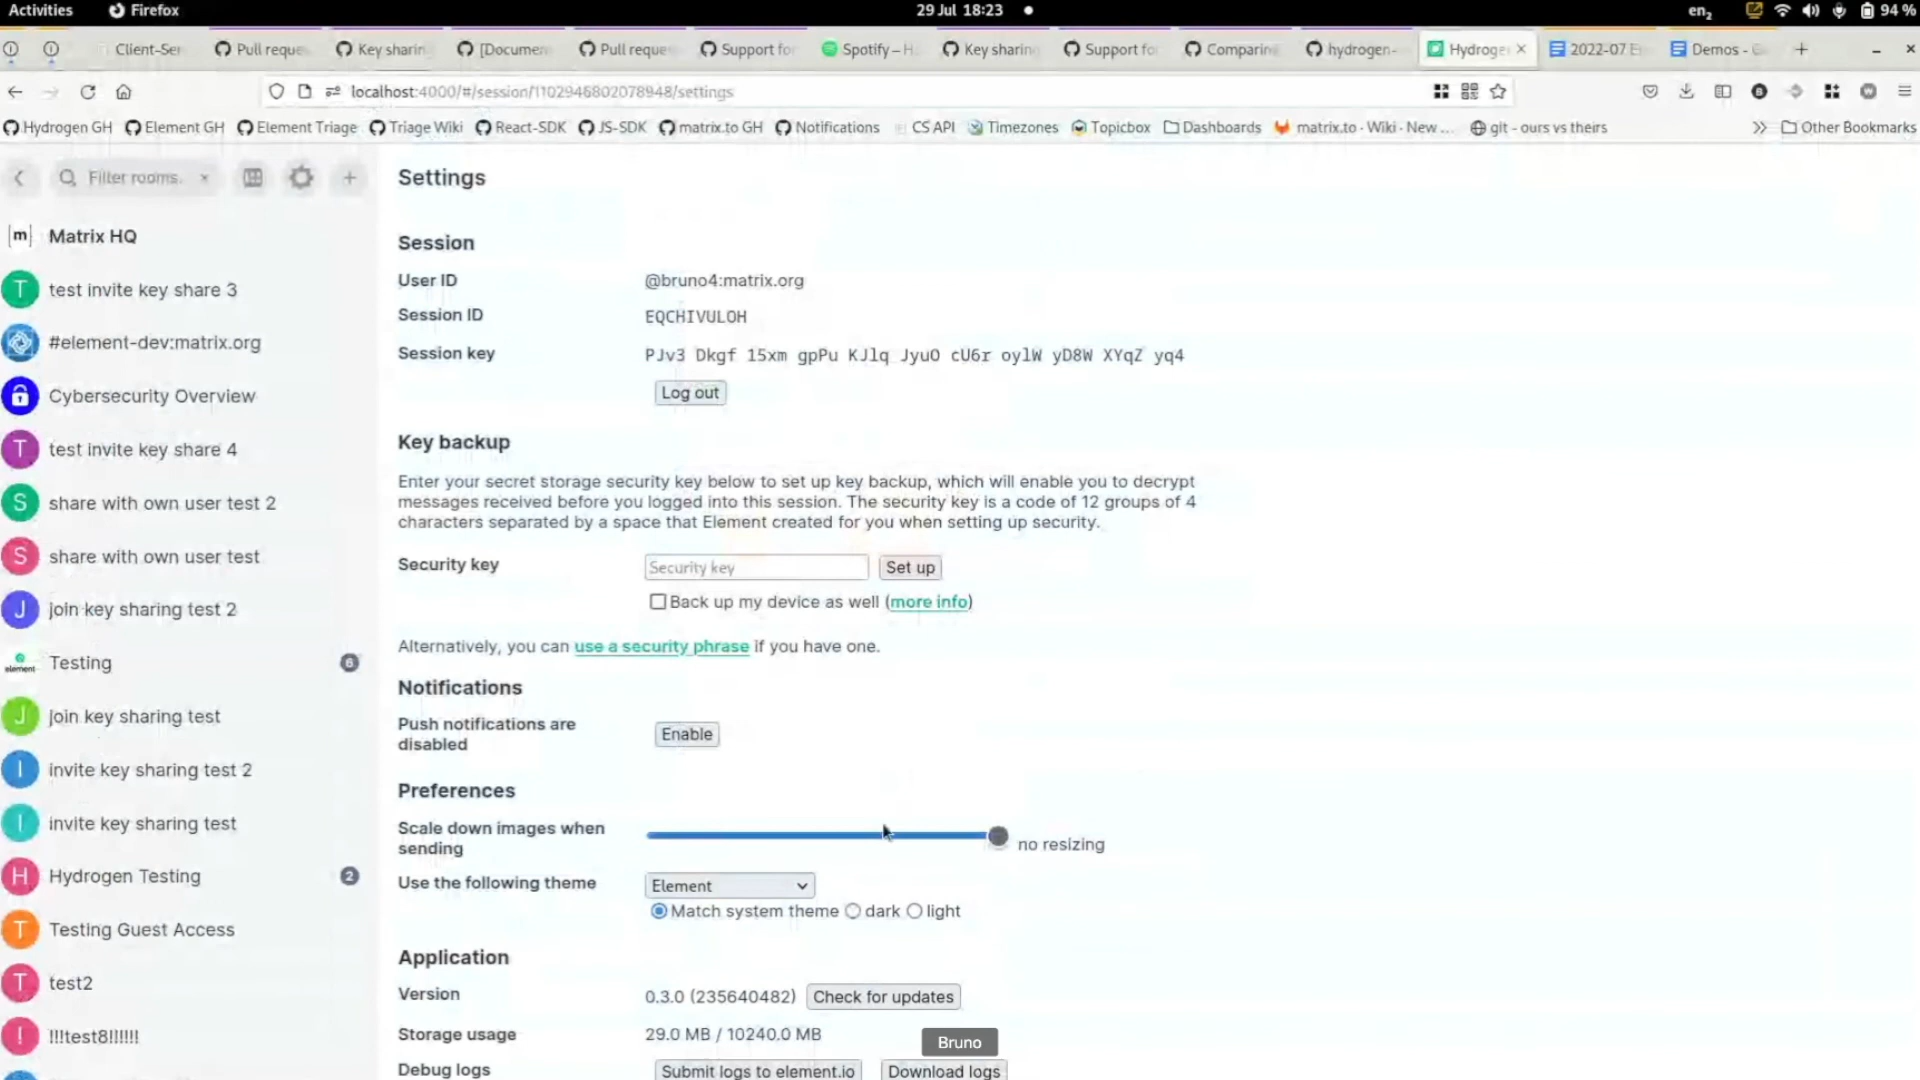 Activities Firefox 29 Jul 18:23 en2 94 %
Client-Ser Pull reque Key sharin [Documen Pull reque Support fo Spotify – H Key sharing Support fo Comparin hydrogen- Hydroge 2022-07 E Demos - G
localhost:4000/#/session/1102946802078948/settings
Hydrogen GH Element GH Element Triage Triage Wiki React-SDK JS-SDK matrix.to GH Notifications CS API Timezones Topicbox Dashboards matrix.to · Wiki · New ... git - ours vs theirs Other Bookmarks
Filter rooms.
Settings
Matrix HQ
test invite key share 3
#element-dev:matrix.org
Cybersecurity Overview
test invite key share 4
share with own user test 2
share with own user test
join key sharing test 2
Testing 6
join key sharing test
invite key sharing test 2
invite key sharing test
Hydrogen Testing 2
Testing Guest Access
test2
!!!test8!!!!!!
Session
User ID @bruno4:matrix.org
Session ID EQCHIVULOH
Session key PJv3 Dkgf 15xm gpPu KJlq JyuO cU6r oylW yD8W XYqZ yq4
Log out
Key backup
Enter your secret storage security key below to set up key backup, which will enable you to decrypt
messages received before you logged into this session. The security key is a code of 12 groups of 4
characters separated by a space that Element created for you when setting up security.
Security key Security key Set up
Back up my device as well (more info)
Alternatively, you can use a security phrase if you have one.
Notifications
Push notifications are
disabled
Enable
Preferences
Scale down images when
sending
no resizing
Use the following theme Element
Match system theme dark light
Application
Version 0.3.0 (235640482) Check for updates
Storage usage 29.0 MB / 10240.0 MB
Bruno
Debug logs Submit logs to element.io Download logs